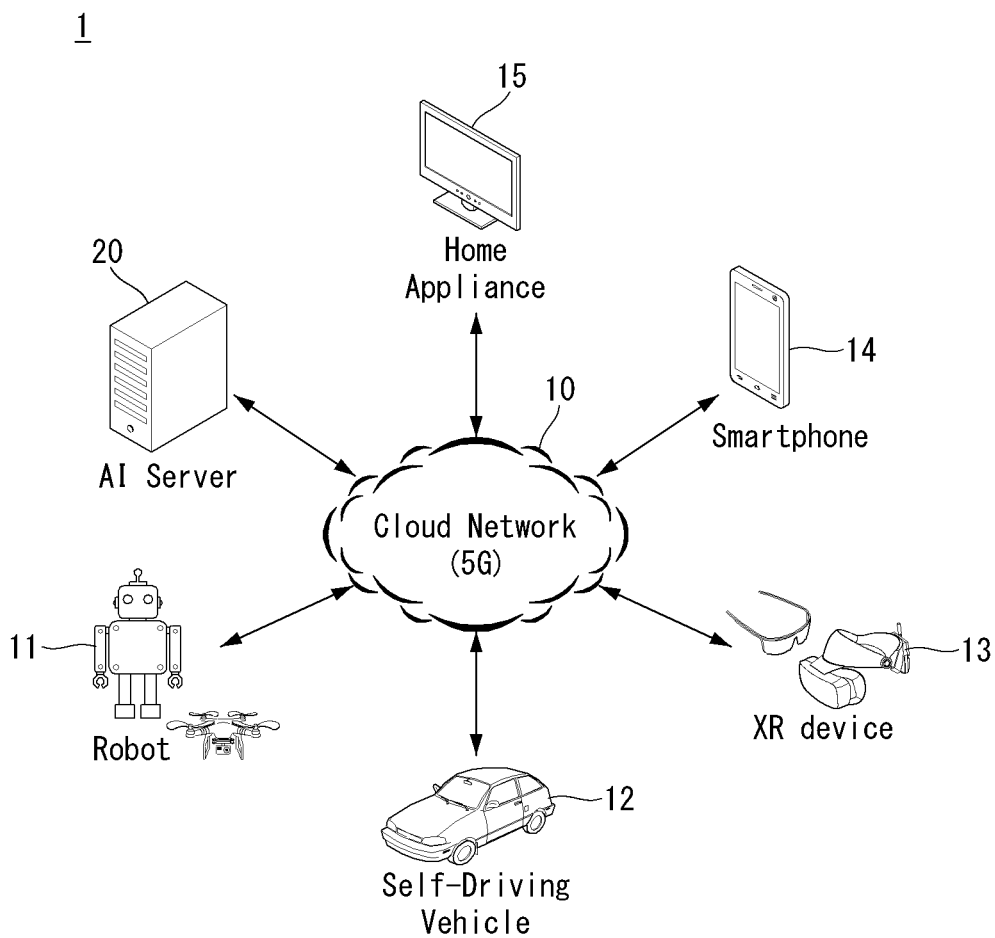 1
15
Home
Appliance
20
AI Server
14
Smartphone
10
Cloud Network
(5G)
11
Robot
13
XR device
12
Self-Driving
Vehicle